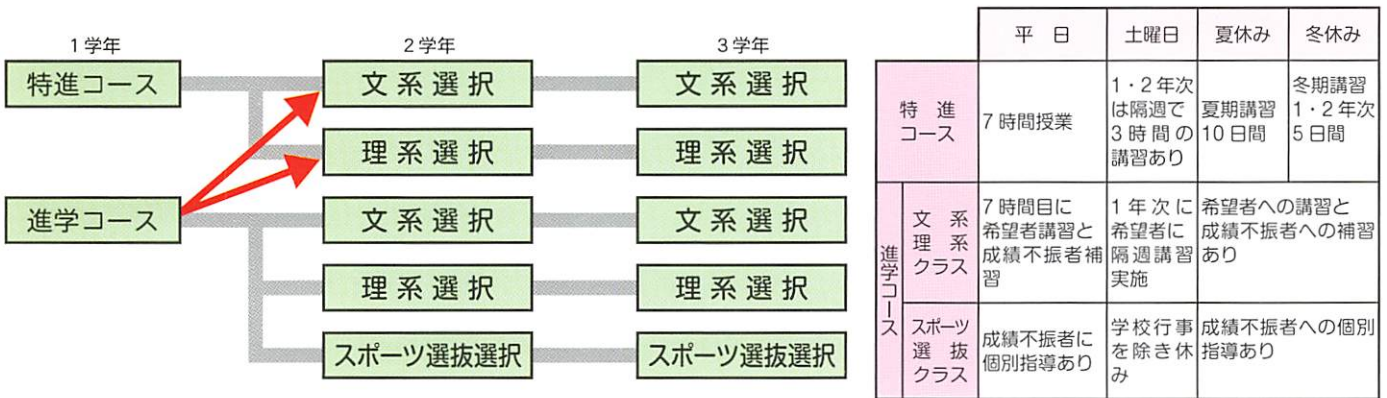 1学年
2学年
3学年
特進コース
文系選択
文系選択
理系選択
理系選択
進学コース
文系選択
文系選択
理系選択
理系選択
スポーツ選抜選択
スポーツ選抜選択
平日
土曜日
夏休み
冬休み
特進
コース
7時間授業
1・2年次
は隔週で
3時間の
講習あり
夏期講習
10日間
冬期講習
1・2年次
5日間
進学コース
文系
理系
クラス
7時間目に
希望者講習と
成績不振者補
習
1年次に
希望者に
隔週講習
実施
希望者への講習と
成績不振者への補習
あり
スポーツ
選抜
クラス
成績不振者に
個別指導あり
学校行事
を除き休
み
成績不振者への個別
指導あり